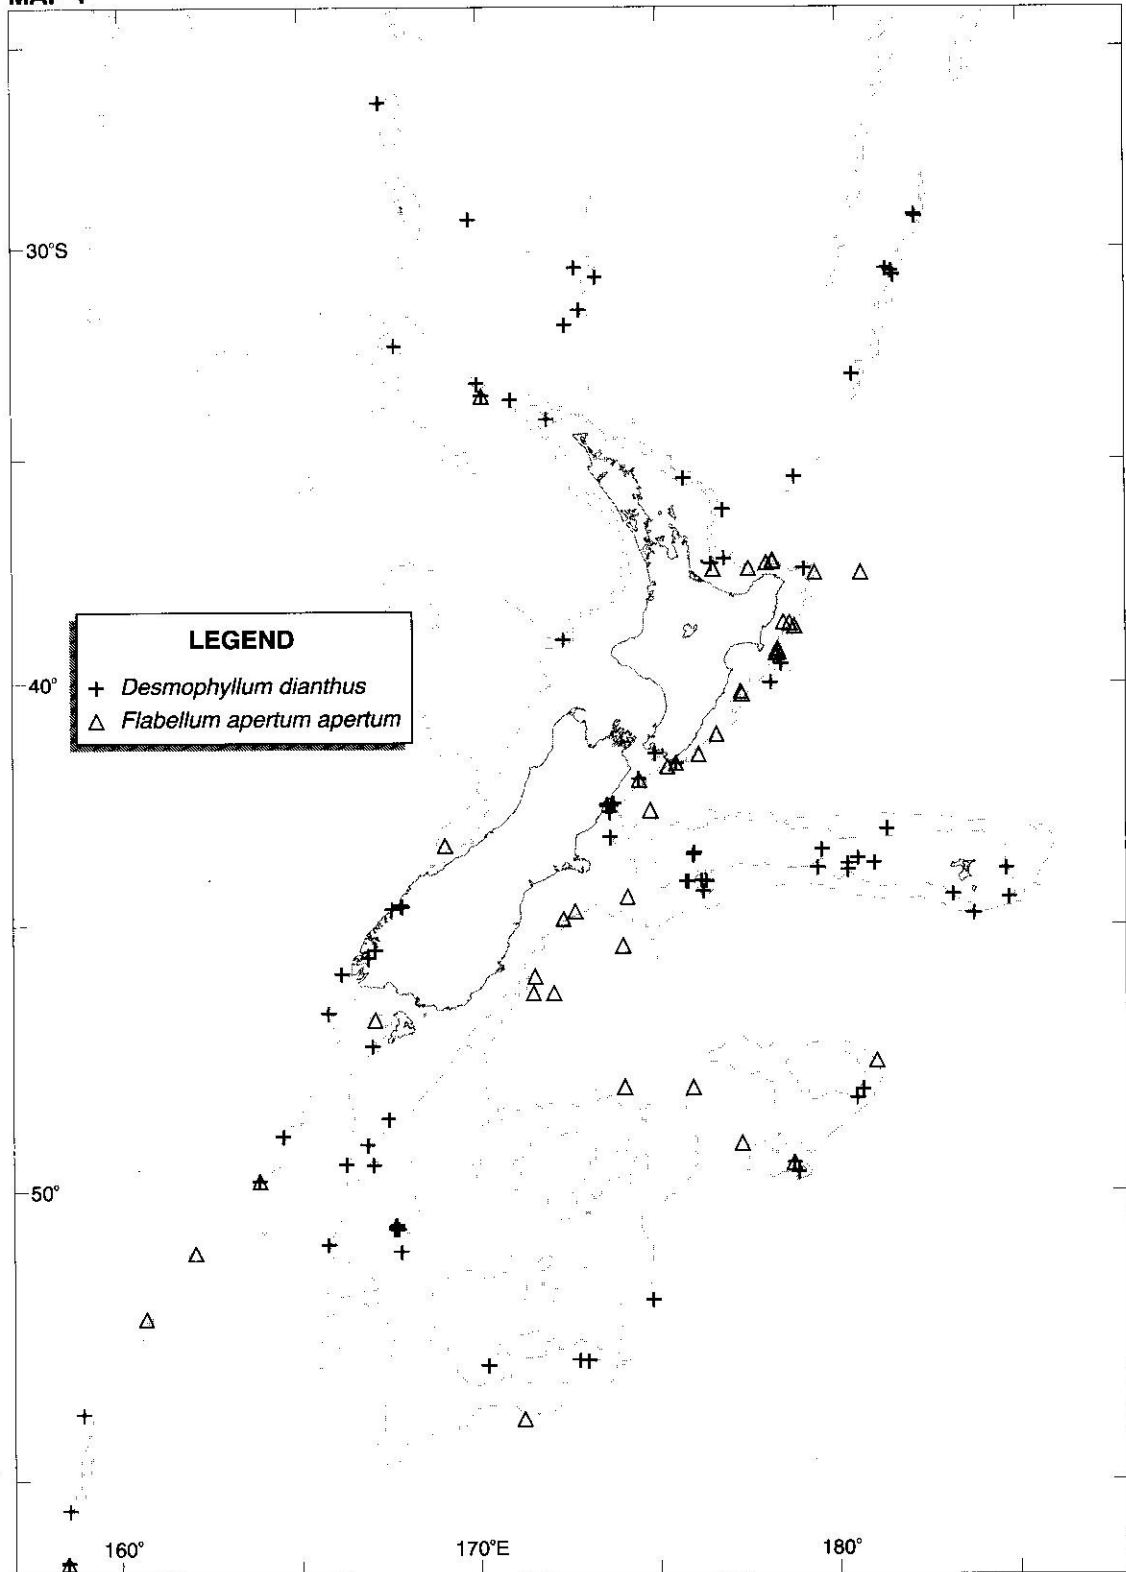 30°S
LEGEND
40°
+ Desmophyllum dianthus
△ Flabellum apertum apertum
50°
160°
170°E
180°